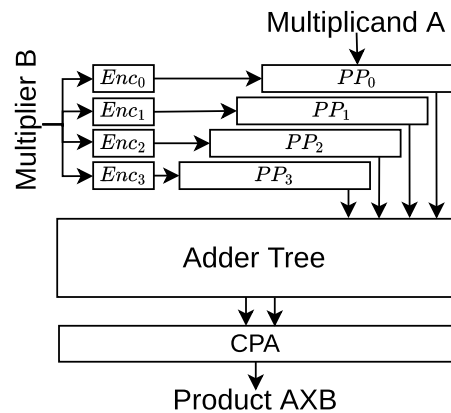 Multiplicand A
Multiplier B
Enc₀
PP₀
Enc₁
PP₁
Enc₂
PP₂
Enc₃
PP₃
Adder Tree
CPA
Product AXB